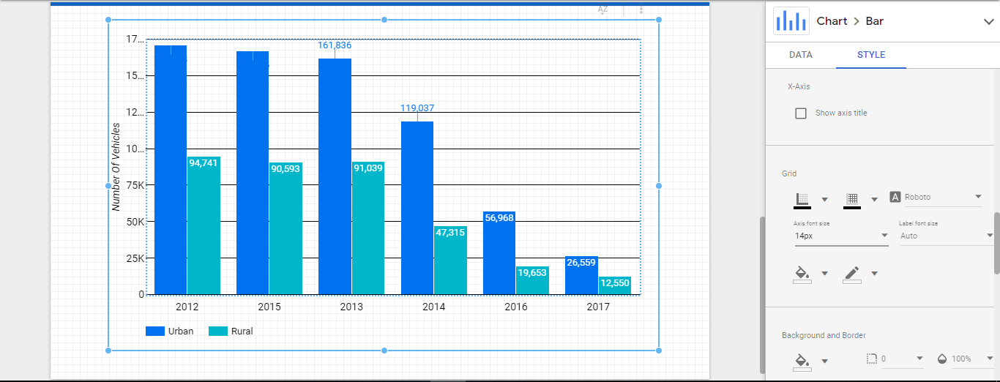 AZ
Chart > Bar
DATA STYLE
X-Axis
Show axis title
Grid
Roboto
Axis font size Label font size
14px Auto
Background and Border
0 100%
17...
15...
12...
10...
75K
50K
25K
0
Number Of Vehicles
161,836
119,037
94,741
90,593
91,039
56,968
47,315
26,559
19,653
12,550
2012 2015 2013 2014 2016 2017
Urban Rural